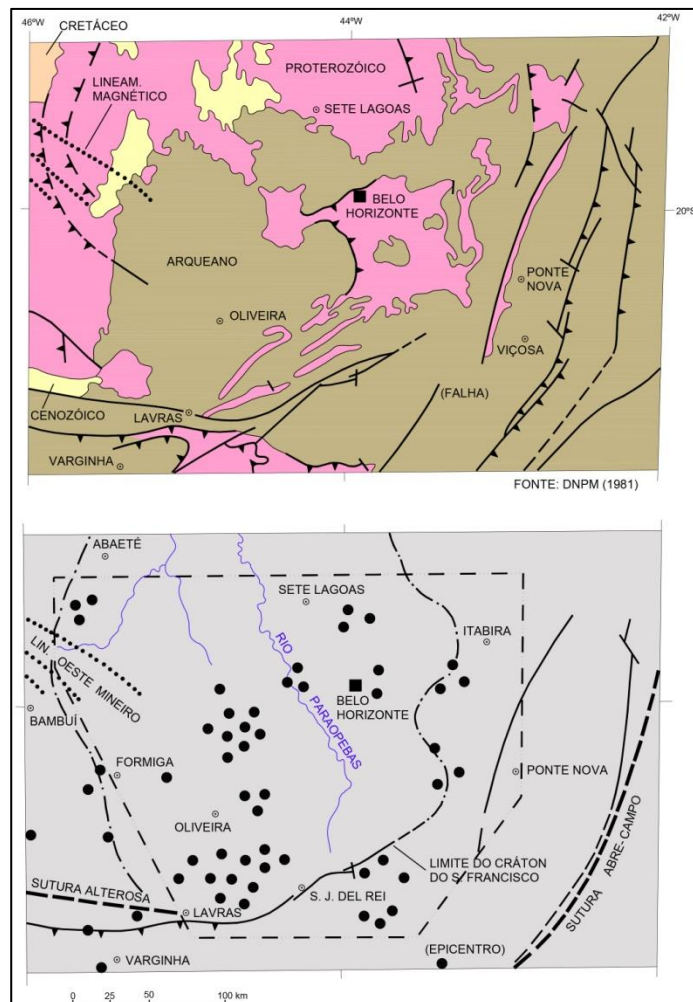 46ºW
44ºW
42ºW
CRETÁCEO
LINEAM.
MAGNÉTICO
PROTEROZÓICO
SETE LAGOAS
BELO
HORIZONTE
20ºS
ARQUEANO
PONTE
NOVA
OLIVEIRA
VIÇOSA
(FALHA)
CENOZÓICO
LAVRAS
VARGINHA
FONTE: DNPM (1981)
ABAETÉ
SETE LAGOAS
ITABIRA
RIO
PARAOPEBAS
LIN. OESTE MINEIRO
BELO
HORIZONTE
BAMBUÍ
FORMIGA
PONTE NOVA
OLIVEIRA
LIMITE DO CRÁTON
DO S. FRANCISCO
SUTURA ABRE-CAMPO
SUTURA ALTEROSA
S. J. DEL REI
LAVRAS
(EPICENTRO)
VARGINHA
0 25 50 100 km